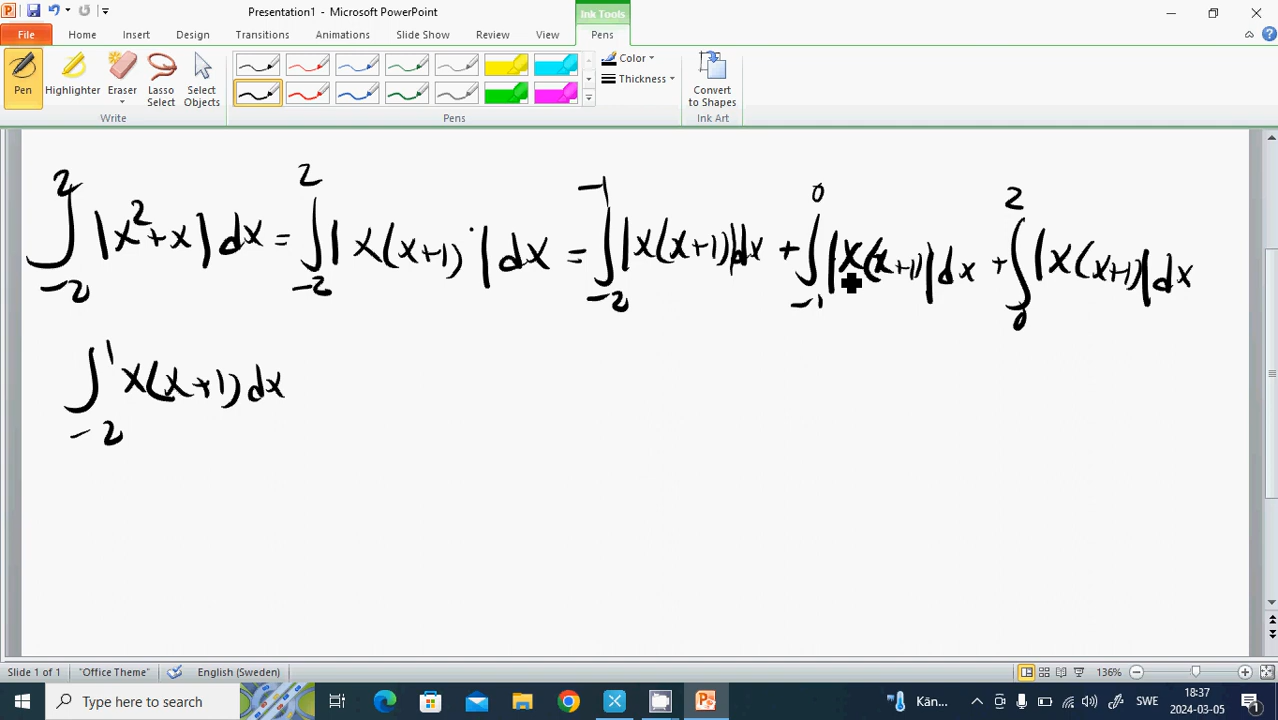 Presentation1 - Microsoft PowerPoint
Ink Tools
File Home Insert Design Transitions Animations Slide Show Review View Pens
Pen Highlighter Eraser Lasso Select Select Objects
Color
Thickness
Convert to Shapes
Write Pens Ink Art
∫_{-2}^{2} |x²+x| dx = ∫_{-2}^{2} | x(x+1) | dx = ∫_{-2}^{-1} |x(x+1)|dx + ∫_{-1}^{0} |x(x+1)|dx + ∫_{0}^{2} |x(x+1)|dx
∫_{-2}^{1} x(x+1)dx
Slide 1 of 1 "Office Theme" English (Sweden) 136%
Type here to search Kän... SWE 18:37
2024-03-05